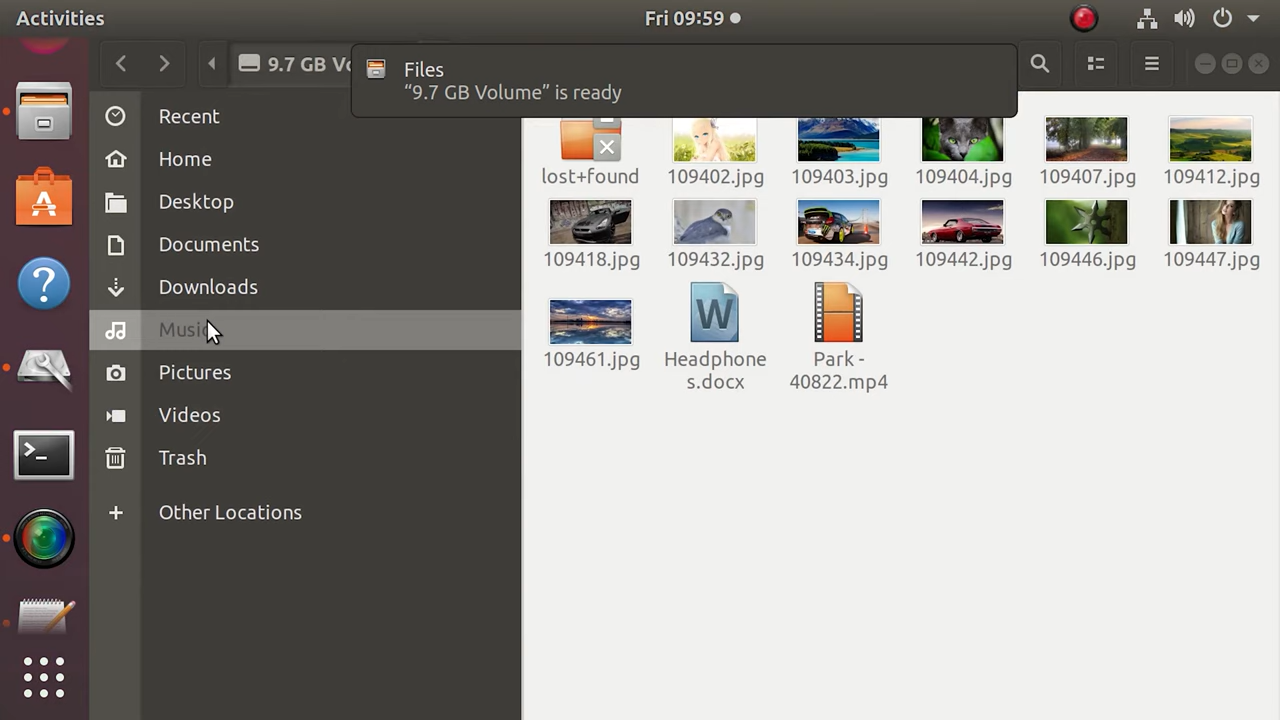 Activities
Fri 09:59
9.7 GB Vo
Files
“9.7 GB Volume” is ready
Recent
Home
Desktop
Documents
Downloads
Music
Pictures
Videos
Trash
Other Locations
lost+found
109402.jpg
109403.jpg
109404.jpg
109407.jpg
109412.jpg
109418.jpg
109432.jpg
109434.jpg
109442.jpg
109446.jpg
109447.jpg
109461.jpg
Headphone
s.docx
Park -
40822.mp4